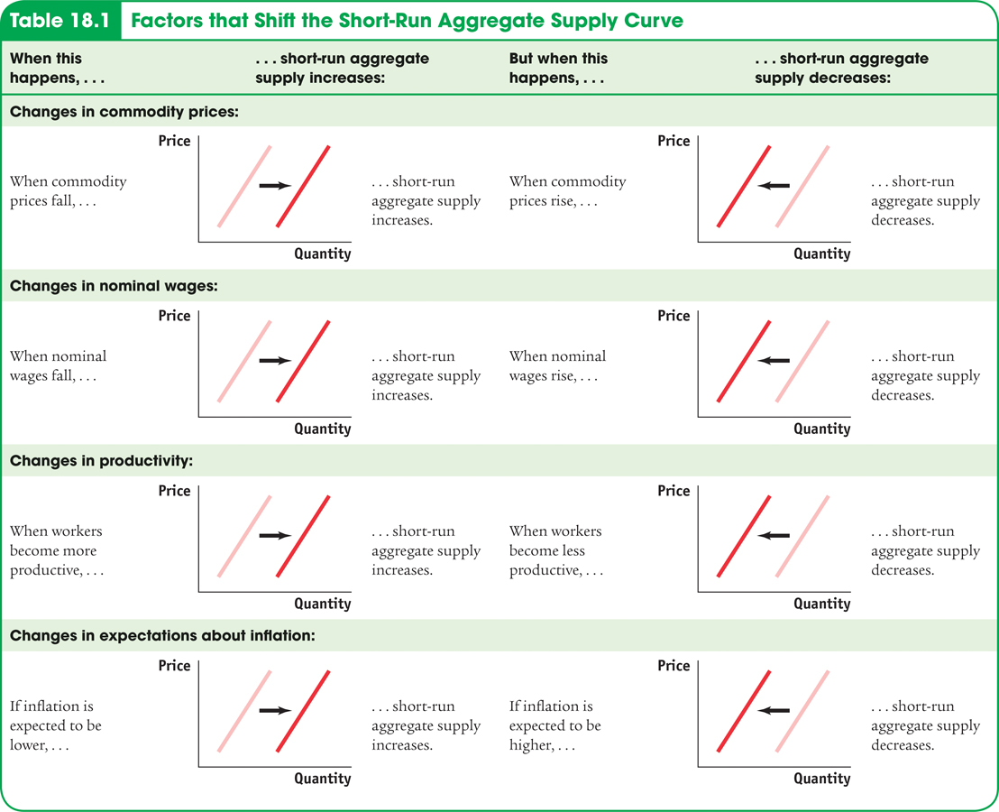 Table 18.1 Factors that Shift the Short-Run Aggregate Supply Curve
When this
happens, . . .
. . . short-run aggregate
supply increases:
But when this
happens, . . .
. . . short-run aggregate
supply decreases:
Changes in commodity prices:
When commodity
prices fall, . . .
Price
Quantity
. . . short-run
aggregate supply
increases.
When commodity
prices rise, . . .
Price
Quantity
. . . short-run
aggregate supply
decreases.
Changes in nominal wages:
When nominal
wages fall, . . .
Price
Quantity
. . . short-run
aggregate supply
increases.
When nominal
wages rise, . . .
Price
Quantity
. . . short-run
aggregate supply
decreases.
Changes in productivity:
When workers
become more
productive, . . .
Price
Quantity
. . . short-run
aggregate supply
increases.
When workers
become less
productive, . . .
Price
Quantity
. . . short-run
aggregate supply
decreases.
Changes in expectations about inflation:
If inflation is
expected to be
lower, . . .
Price
Quantity
. . . short-run
aggregate supply
increases.
If inflation is
expected to be
higher, . . .
Price
Quantity
. . . short-run
aggregate supply
decreases.